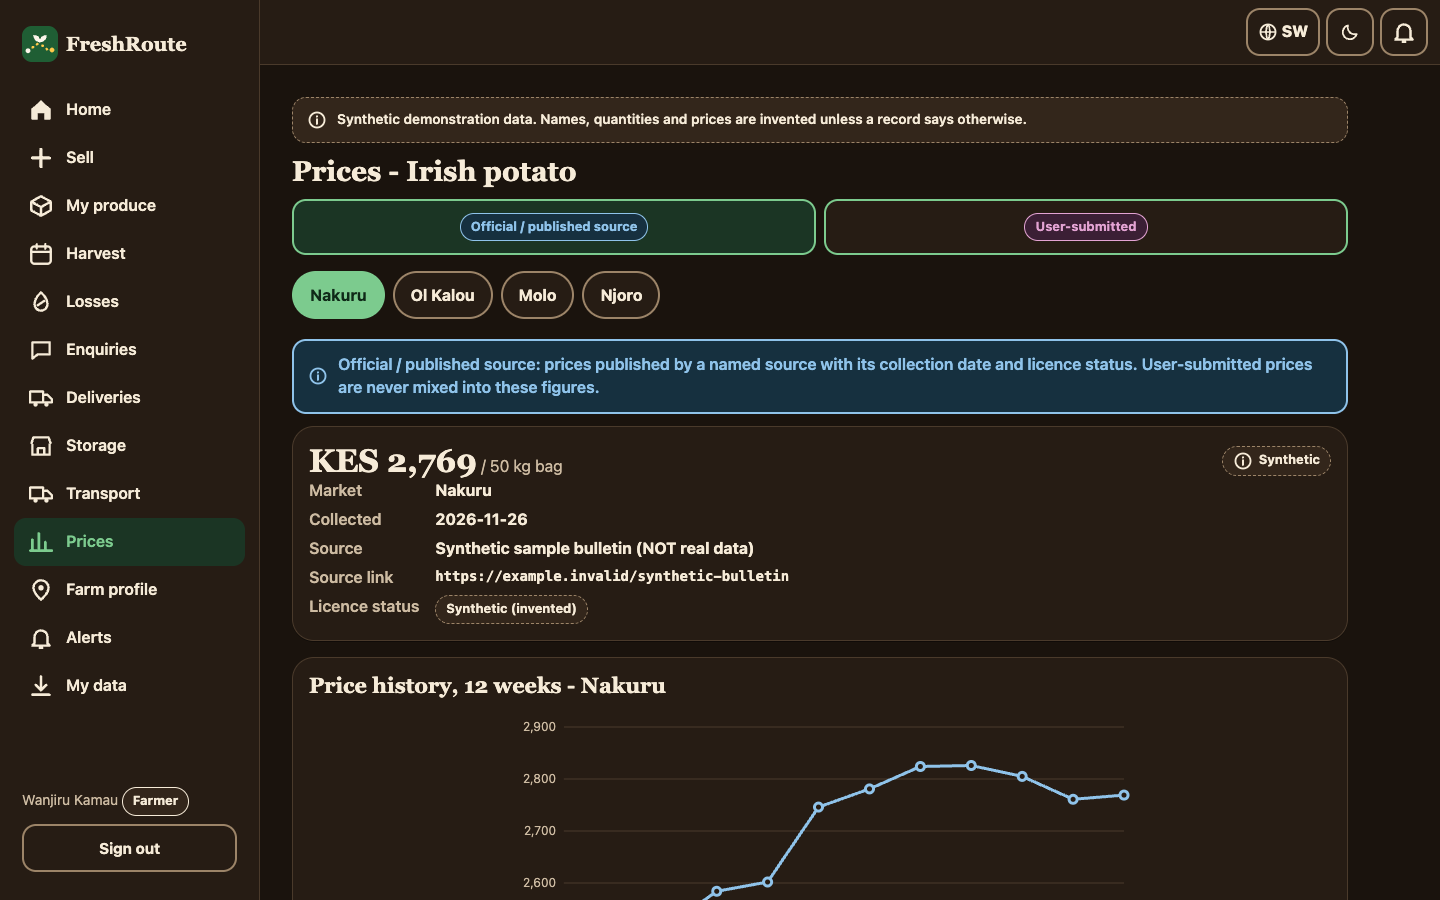 FreshRoute
SW
Home
Sell
My produce
Harvest
Losses
Enquiries
Deliveries
Storage
Transport
Prices
Farm profile
Alerts
My data
Wanjiru Kamau Farmer
Sign out
Synthetic demonstration data. Names, quantities and prices are invented unless a record says otherwise.
Prices - Irish potato
Official / published source
User-submitted
Nakuru
Ol Kalou
Molo
Njoro
Official / published source: prices published by a named source with its collection date and licence status. User-submitted prices
are never mixed into these figures.
KES 2,769 / 50 kg bag
Synthetic
Market Nakuru
Collected 2026-11-26
Source Synthetic sample bulletin (NOT real data)
Source link https://example.invalid/synthetic-bulletin
Licence status Synthetic (invented)
Price history, 12 weeks - Nakuru
2,900
2,800
2,700
2,600